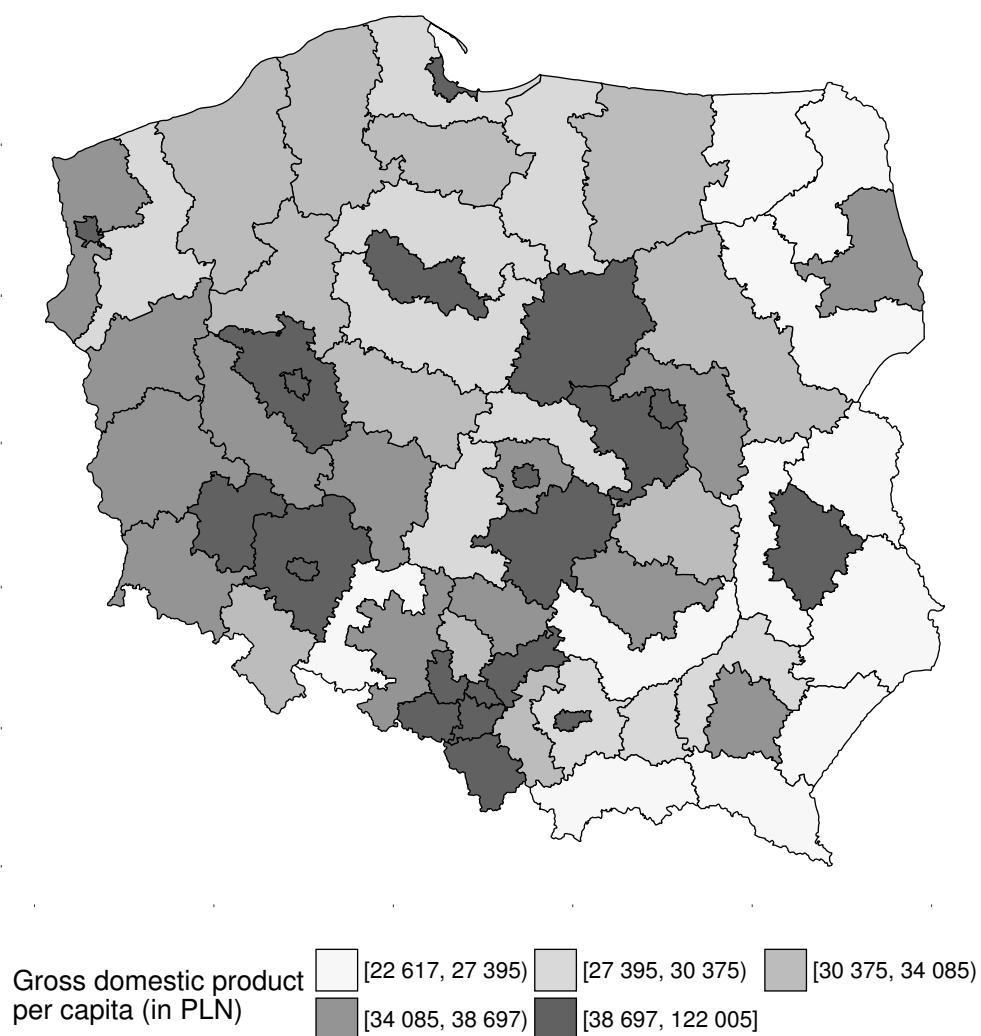 Gross domestic product
per capita (in PLN)
[22 617, 27 395)
[27 395, 30 375)
[30 375, 34 085)
[34 085, 38 697)
[38 697, 122 005]